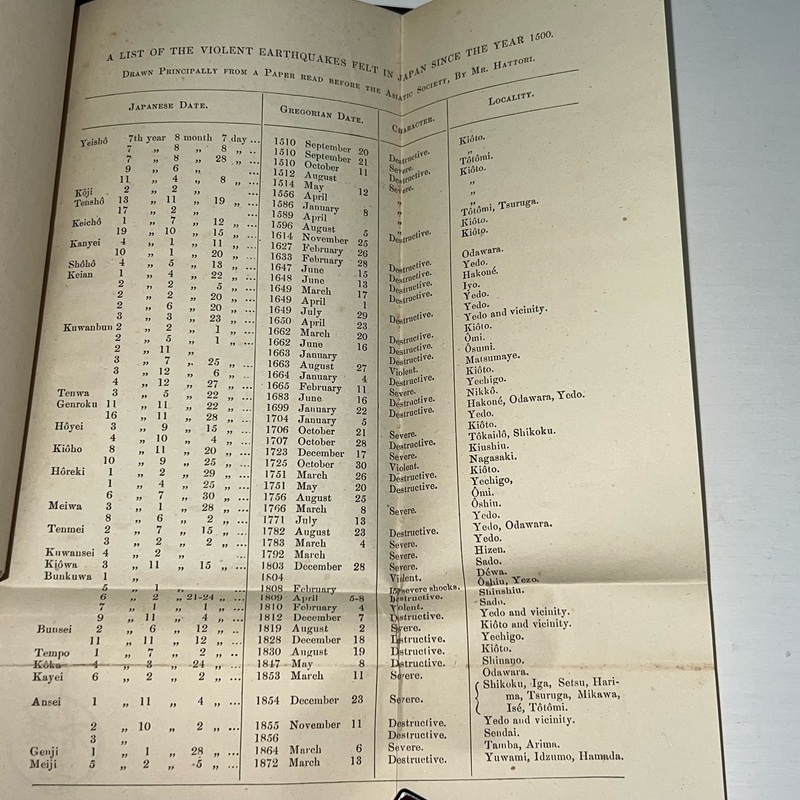 A LIST OF THE VIOLENT EARTHQUAKES FELT IN JAPAN SINCE THE YEAR 1500.
DRAWN PRINCIPALLY FROM A PAPER READ BEFORE THE ASIATIC SOCIETY, BY MR. HATTORI.
JAPANESE DATE.
Yeishô 7th year 8 month 7 day ...
7 „ 8 „ 8 „ ..
7 „ 8 „ 28 „ ...
9 „ 6 „ ...
11 „ 4 „ 8 „ ...
Kôji 2 „ 2 „ ...
Tenshô 13 „ 11 „ 19 „ ...
17 „ 2 „ ...
Keichô 1 „ 7 „ 12 „ ...
19 „ 10 „ 15 „ ...
Kanyei 4 „ 1 „ 11 „ ...
10 „ 1 „ 20 „ ...
Shôhô 4 „ 5 „ 13 „ ...
Keian 1 „ 4 „ 22 „ ...
2 „ 2 „ 5 „ ...
2 „ 2 „ 20 „ ...
2 „ 6 „ 20 „ ...
3 „ 3 „ 23 „ ...
Kuwanbun 2 „ 2 „ 1 „ ...
2 „ 5 „ 1 „ ...
2 „ 11 „
3 „ 7 „ 25 „ ...
3 „ 12 „ 6 „ ...
4 „ 12 „ 27 „ ...
Tenwa 3 „ 5 „ 22 „ ...
Genroku 11 „ 11 „ 22 „ ...
16 „ 11 „ 28 „ ...
Hôyei 3 „ 9 „ 15 „ ...
4 „ 10 „ 4 „ ...
Kiôho 8 „ 11 „ 20 „ ...
10 „ 9 „ 25 „ ...
Hôreki 1 „ 2 „ 29 „ ...
1 „ 4 „ 25 „ ...
6 „ 7 „ 30 „ ...
Meiwa 3 „ 1 „ 28 „ ...
8 „ 6 „ 2 „ ...
Tenmei 2 „ 7 „ 15 „ ...
3 „ 2 „ 2 „ ...
Kuwansei 4 „ 2 „ ...
Kiôwa 3 „ 11 „ 15 „ ...
Bunkuwa 1 „
5 „ 1 „ ...
6 „ 2 „ 21-24 „ ...
7 „ 1 „ 1 „ ...
9 „ 11 „ 4 „ ...
Bunsei 2 „ 6 „ 12 „ ..
11 „ 11 „ 12 „ ...
Tempo 1 „ 7 „ 2 „ ..
Kôka 4 „ 3 „ 24 „ ...
Kayei 6 „ 2 „ 2 „ ...
Ansei 1 „ 11 „ 4 „ ...
2 „ 10 „ 2 „ ...
3 „
Genji 1 „ 1 „ 28 „ ...
Meiji 5 „ 2 „ 5 „ ...
GREGORIAN DATE.
1510 September 20
1510 September 21
1510 October 11
1512 August
1514 May 12
1556 April
1586 January 8
1589 April
1596 August 5
1614 November 25
1627 February 26
1633 February 28
1647 June 15
1648 June 13
1649 March 17
1649 April 1
1649 July 29
1650 April 23
1662 March 20
1662 June 16
1663 January
1663 August 27
1664 January 4
1665 February 11
1683 June 16
1699 January 22
1704 January 5
1706 October 21
1707 October 28
1723 December 17
1725 October 30
1751 March 26
1751 May 20
1756 August 25
1766 March 8
1771 July 13
1782 August 23
1783 March 4
1792 March
1803 December 28
1804
1808 February
1809 April 5-8
1810 February 4
1812 December 7
1819 August 2
1828 December 18
1830 August 19
1847 May 8
1853 March 11
1854 December 23
1855 November 11
1856
1864 March 6
1872 March 13
CHARACTER.
Destructive.
Severe.
Destructive.
Severe.
„
„
„
Destructive.
Destructive.
Destructive.
Destructive.
Destructive.
Destructive.
Destructive.
Destructive.
Destructive.
Violent.
Destructive.
Severe.
Destructive.
Destructive.
Severe.
Destructive.
Severe.
Violent.
Destructive.
Destructive.
Severe.
Destructive.
Severe.
Severe.
Severe.
Violent.
severe shocks.
Destructive.
Violent.
Destructive.
Severe.
Destructive.
Destructive.
Destructive.
Severe.
Severe.
Destructive.
Destructive.
Severe.
Destructive.
LOCALITY.
Kiôto.
„
Tôtômi.
Kiôto.
„
„
„
Tôtômi, Tsuruga.
Kiôto.
Kiôto.
Odawara.
Yedo.
Hakoné.
Iyo.
Yedo.
Yedo.
Yedo and vicinity.
Kiôto.
Ômi.
Ôsumi.
Matsumaye.
Kiôto.
Yechigo.
Nikkô.
Hakoné, Odawara, Yedo.
Yedo.
Kiôto.
Tôkaidô, Shikoku.
Kiushiu.
Nagasaki.
Kiôto.
Yechigo,
Ômi.
Ôshiu.
Yedo.
Yedo, Odawara.
Yedo.
Hizen.
Sado.
Déwa.
Ôshiu, Yezo.
Shinshiu.
Sado.
Yedo and vicinity.
Kiôto and vicinity.
Yechigo.
Kiôto.
Shinano.
Odawara.
Shikoku, Iga, Setsu, Hari-
ma, Tsuruga, Mikawa,
Isé, Tôtômi.
Yedo and vicinity.
Sendai.
Tamba, Arima.
Yuwami, Idzumo, Hamada.